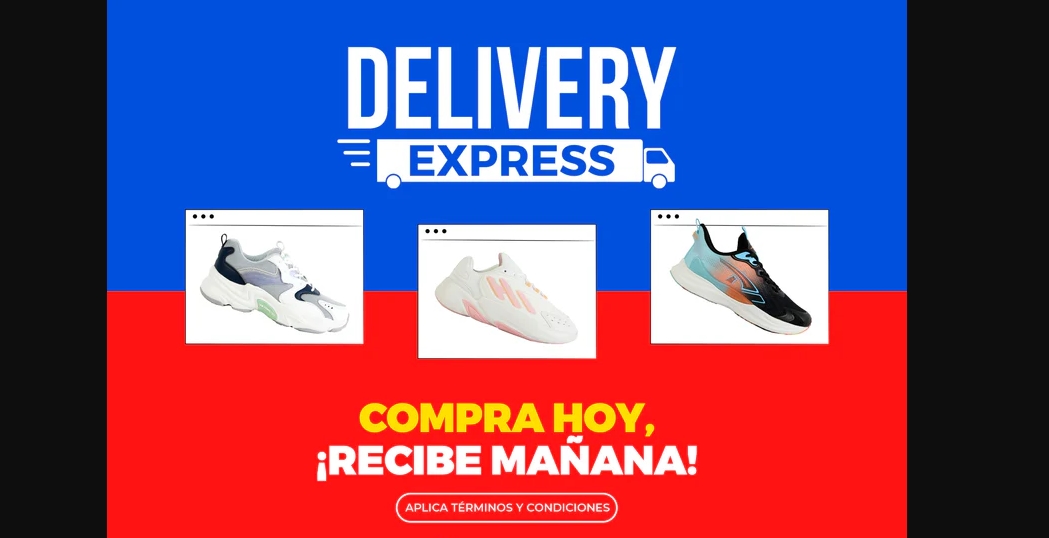 DELIVERY
EXPRESS
COMPRA HOY,
¡RECIBE MAÑANA!
APLICA TÉRMINOS Y CONDICIONES